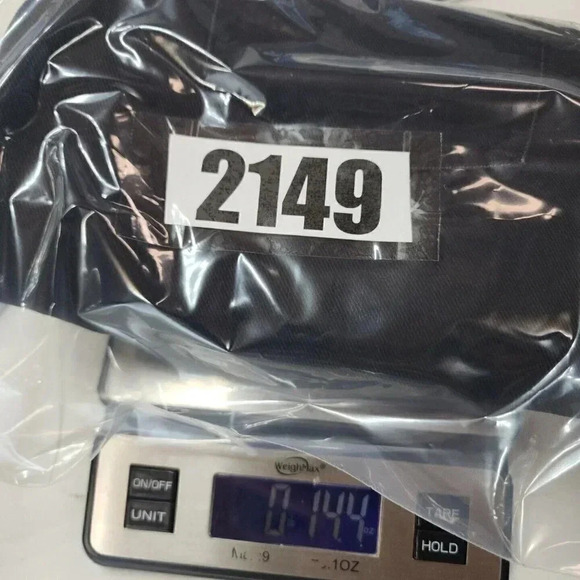 2149
WeighMax®
ON/OFF
UNIT
0:14.4 oz
TARE
HOLD